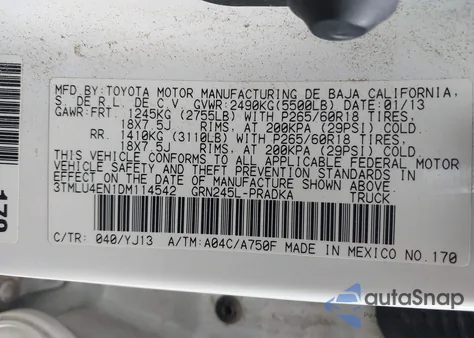 MFD.BY:TOYOTA MOTOR MANUFACTURING DE BAJA CALIFORNIA,
S. DE R.L. DE C.V. GVWR:2490KG(5500LB) DATE:01/13
GAWR:FRT. 1245KG (2755LB) WITH P265/60R18 TIRES,
18X7.5J RIMS, AT 200KPA (29PSI) COLD.
RR. 1410KG (3110LB) WITH P265/60R18 TIRES,
18X7.5J RIMS, AT 200KPA (29PSI) COLD.
THIS VEHICLE CONFORMS TO ALL APPLICABLE FEDERAL MOTOR
VEHICLE SAFETY STANDARDS IN EFFECT ON THE DATE OF
MANUFACTURE SHOWN ABOVE.
3TMLU4EN1DM114542 GRN245L-PRADKA TRUCK
C/TR: 040/YJ13 A/TM:A04C/A750F MADE IN MEXICO NO.170
170
autoSnap